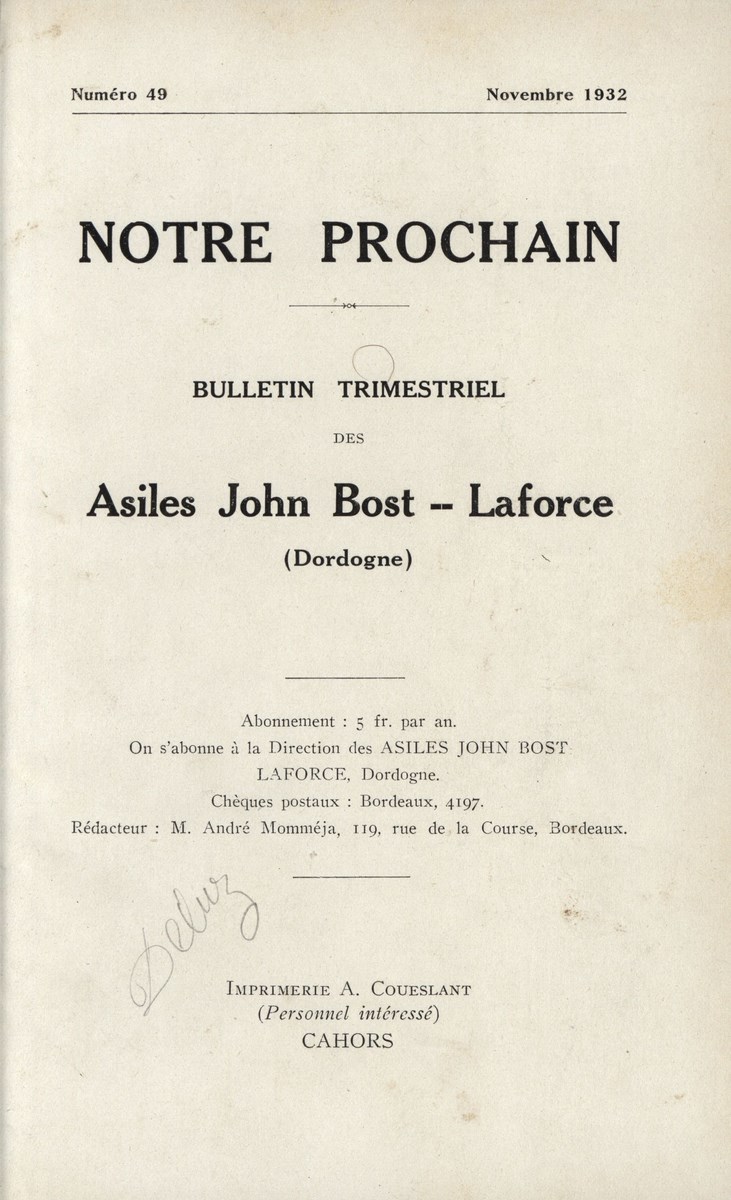 Numéro 49 Novembre 1932
NOTRE PROCHAIN
BULLETIN TRIMESTRIEL
DES
Asiles John Bost -- Laforce
(Dordogne)
Abonnement : 5 fr. par an.
On s'abonne à la Direction des ASILES JOHN BOST
LAFORCE, Dordogne.
Chèques postaux : Bordeaux, 4197.
Rédacteur : M. André Momméja, 119, rue de la Course, Bordeaux.
IMPRIMERIE A. COUESLANT
(Personnel intéressé)
CAHORS